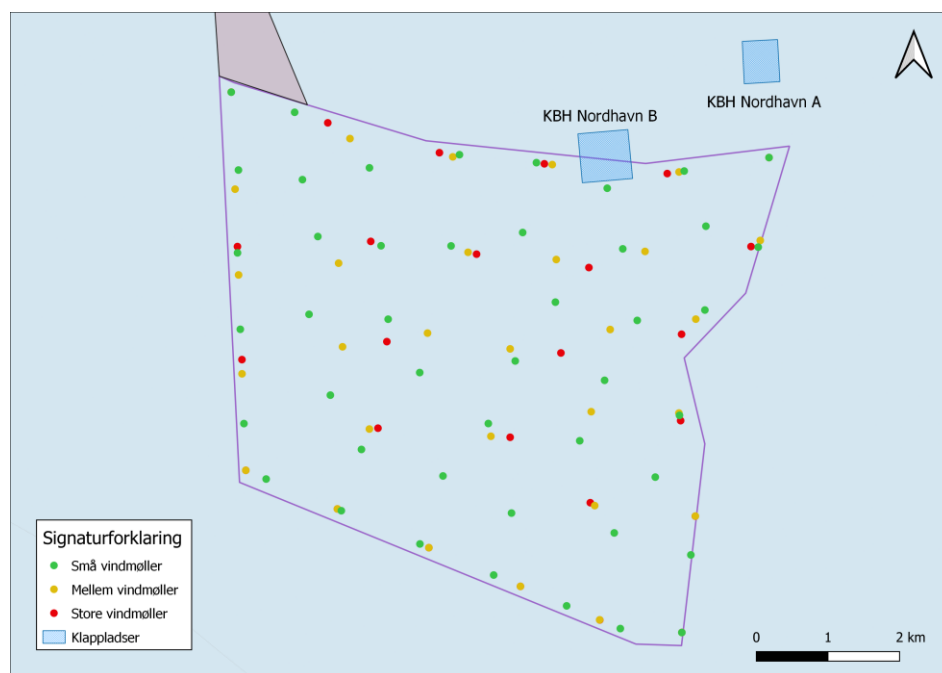 KBH Nordhavn A
KBH Nordhavn B
Signaturforklaring
Små vindmøller
Mellem vindmøller
Store vindmøller
Klappladser
0 1 2 km